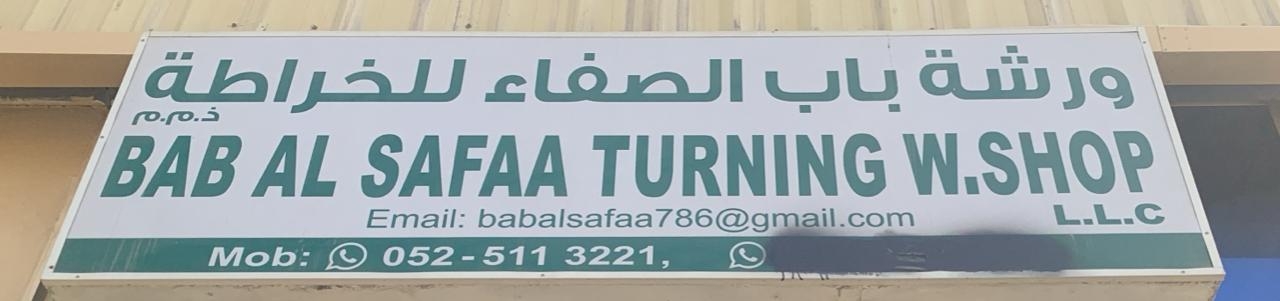 ورشة باب الصفاء للخراطة
ذ.م.م
BAB AL SAFAA TURNING W.SHOP
L.L.C
Email: babalsafaa786@gmail.com
Mob: 052 - 511 3221,